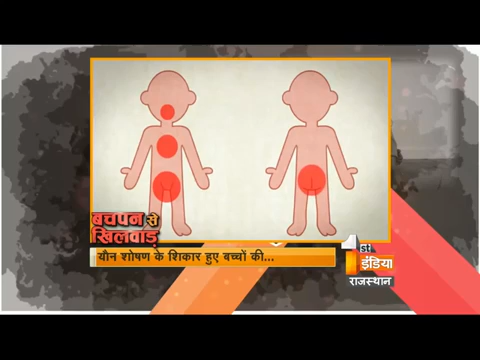 बचपन से
खिलवाड़
यौन शोषण के शिकार हुए बच्चों की...
1st
इंडिया
राजस्थान